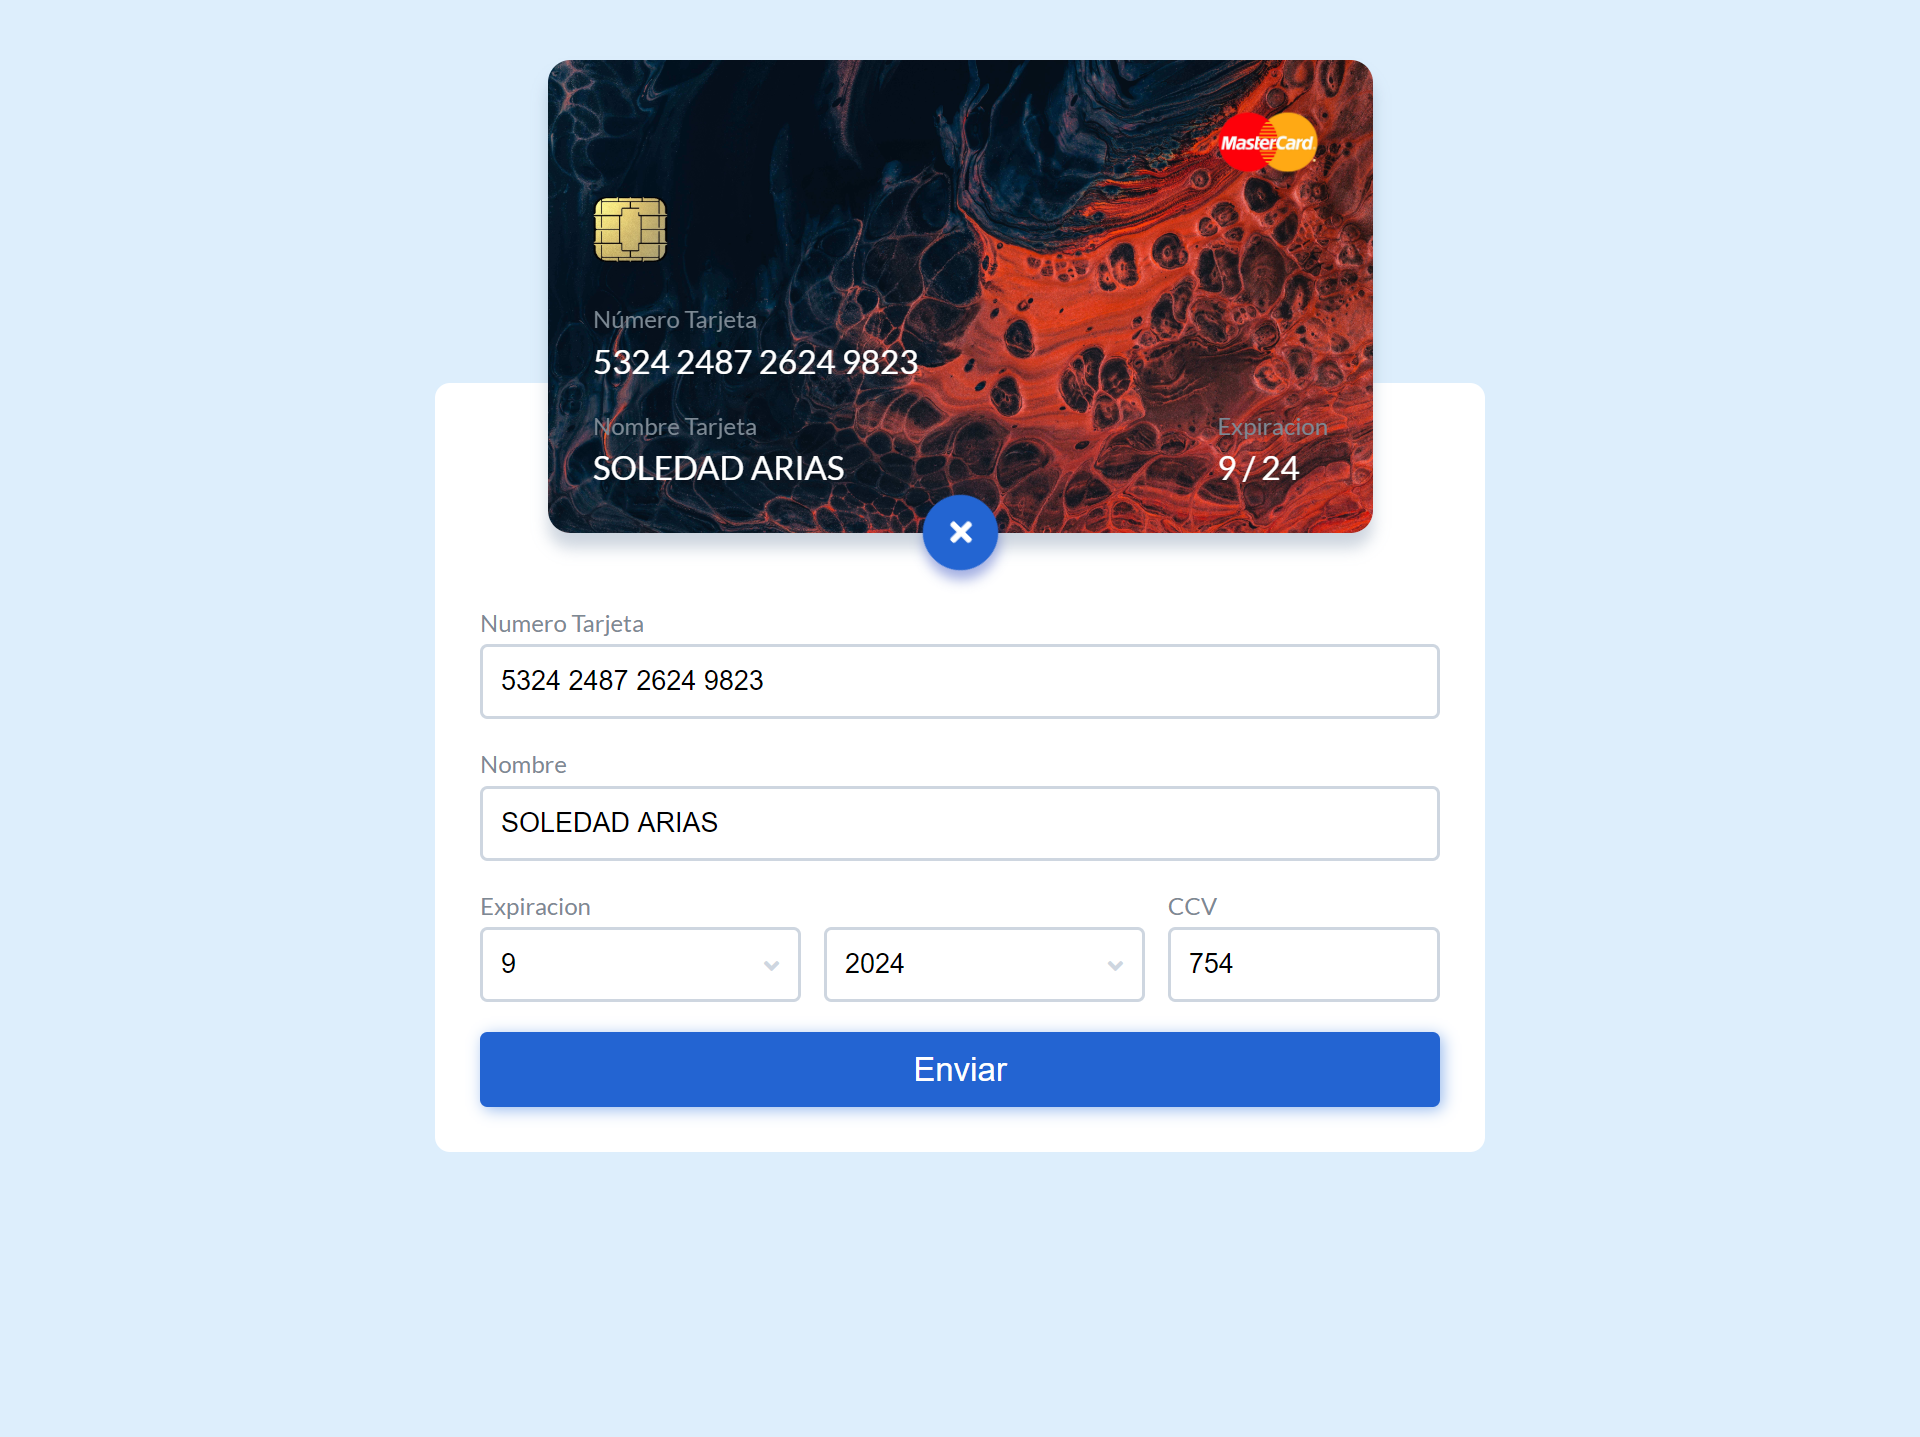 MasterCard
Número Tarjeta
5324 2487 2624 9823
Nombre Tarjeta
Expiracion
SOLEDAD ARIAS
9 / 24
Numero Tarjeta
5324 2487 2624 9823
Nombre
SOLEDAD ARIAS
Expiracion
CCV
9
2024
754
Enviar